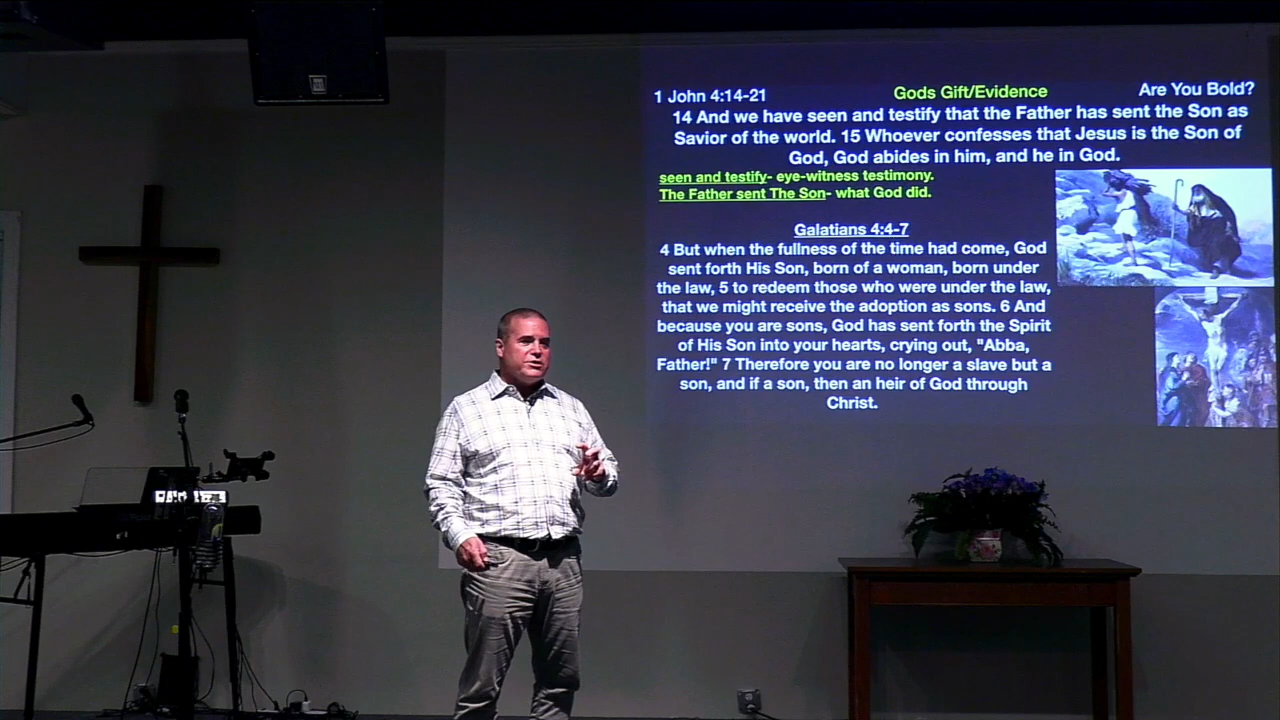 1 John 4:14-21 Gods Gift/Evidence Are You Bold?
14 And we have seen and testify that the Father has sent the Son as
Savior of the world. 15 Whoever confesses that Jesus is the Son of
God, God abides in him, and he in God.
seen and testify- eye-witness testimony.
The Father sent The Son- what God did.
Galatians 4:4-7
4 But when the fullness of the time had come, God
sent forth His Son, born of a woman, born under
the law, 5 to redeem those who were under the law,
that we might receive the adoption as sons. 6 And
because you are sons, God has sent forth the Spirit
of His Son into your hearts, crying out, "Abba,
Father!" 7 Therefore you are no longer a slave but a
son, and if a son, then an heir of God through
Christ.